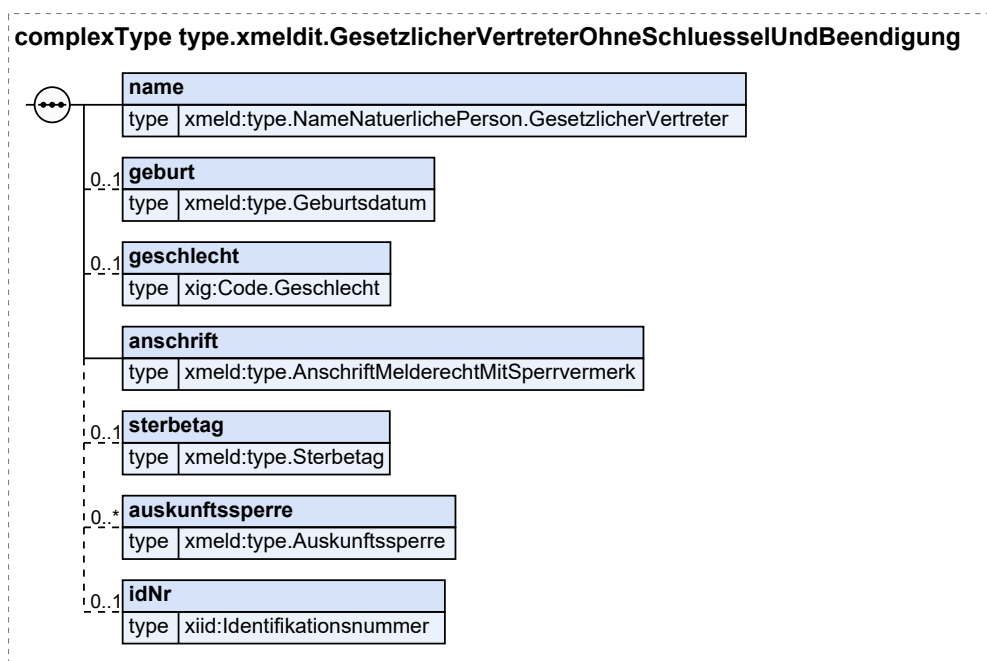 complexType type.xmeldit.GesetzlicherVertreterOhneSchluesselUndBeendigung
name
type xmeld:type.NameNatuerlichePerson.GesetzlicherVertreter
0..1 geburt
type xmeld:type.Geburtsdatum
0..1 geschlecht
type xig:Code.Geschlecht
anschrift
type xmeld:type.AnschriftMelderechtMitSperrvermerk
0..1 sterbetag
type xmeld:type.Sterbetag
0..* auskunftssperre
type xmeld:type.Auskunftssperre
0..1 idNr
type xiid:Identifikationsnummer